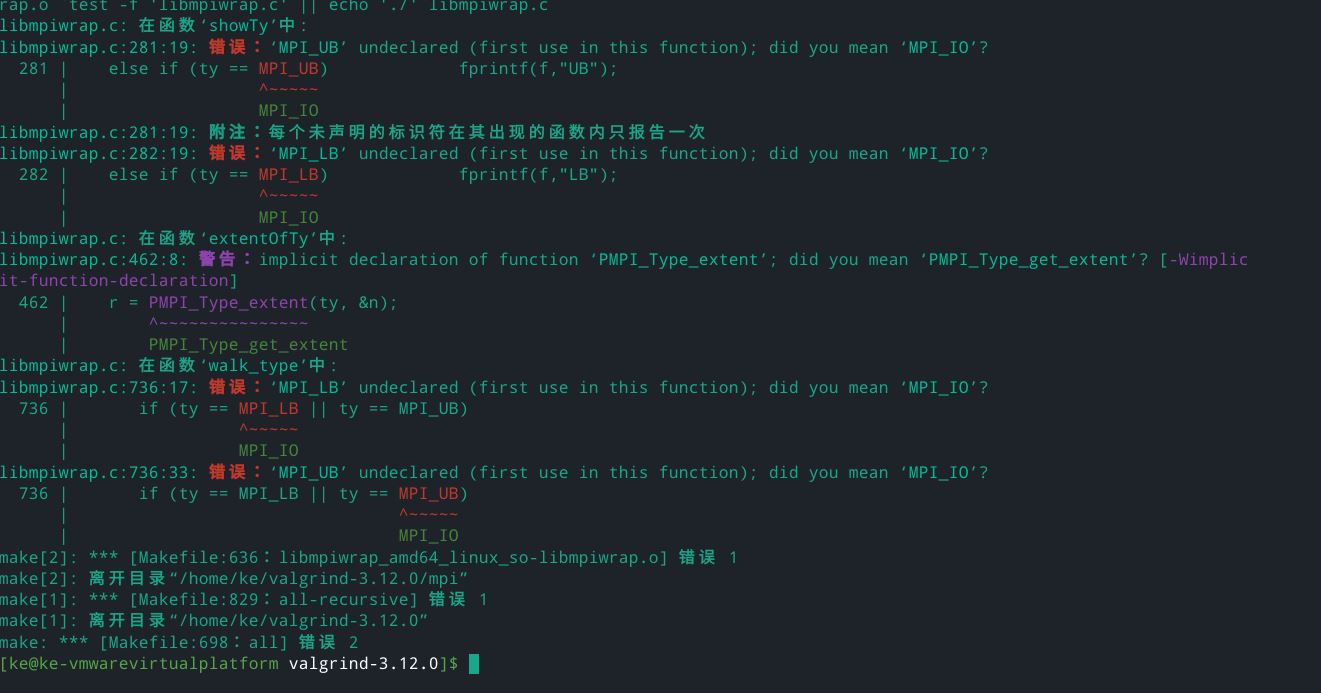 rap.o `test -f 'libmpiwrap.c' || echo './'`libmpiwrap.c
libmpiwrap.c: 在函数‘showTy’中:
libmpiwrap.c:281:19: 错误：‘MPI_UB’ undeclared (first use in this function); did you mean ‘MPI_IO’?
  281 |    else if (ty == MPI_UB)             fprintf(f,"UB");
      |                   ^~~~~~
      |                   MPI_IO
libmpiwrap.c:281:19: 附注：每个未声明的标识符在其出现的函数内只报告一次
libmpiwrap.c:282:19: 错误：‘MPI_LB’ undeclared (first use in this function); did you mean ‘MPI_IO’?
  282 |    else if (ty == MPI_LB)             fprintf(f,"LB");
      |                   ^~~~~~
      |                   MPI_IO
libmpiwrap.c: 在函数‘extentOfTy’中:
libmpiwrap.c:462:8: 警告：implicit declaration of function ‘PMPI_Type_extent’; did you mean ‘PMPI_Type_get_extent’? [-Wimplic
it-function-declaration]
  462 |    r = PMPI_Type_extent(ty, &n);
      |        ^~~~~~~~~~~~~~~~
      |        PMPI_Type_get_extent
libmpiwrap.c: 在函数‘walk_type’中:
libmpiwrap.c:736:17: 错误：‘MPI_LB’ undeclared (first use in this function); did you mean ‘MPI_IO’?
  736 |       if (ty == MPI_LB || ty == MPI_UB)
      |                 ^~~~~~
      |                 MPI_IO
libmpiwrap.c:736:33: 错误：‘MPI_UB’ undeclared (first use in this function); did you mean ‘MPI_IO’?
  736 |       if (ty == MPI_LB || ty == MPI_UB)
      |                                 ^~~~~~
      |                                 MPI_IO
make[2]: *** [Makefile:636：libmpiwrap_amd64_linux_so-libmpiwrap.o] 错误 1
make[2]: 离开目录“/home/ke/valgrind-3.12.0/mpi”
make[1]: *** [Makefile:829：all-recursive] 错误 1
make[1]: 离开目录“/home/ke/valgrind-3.12.0”
make: *** [Makefile:698：all] 错误 2
[ke@ke-vmwarevirtualplatform valgrind-3.12.0]$